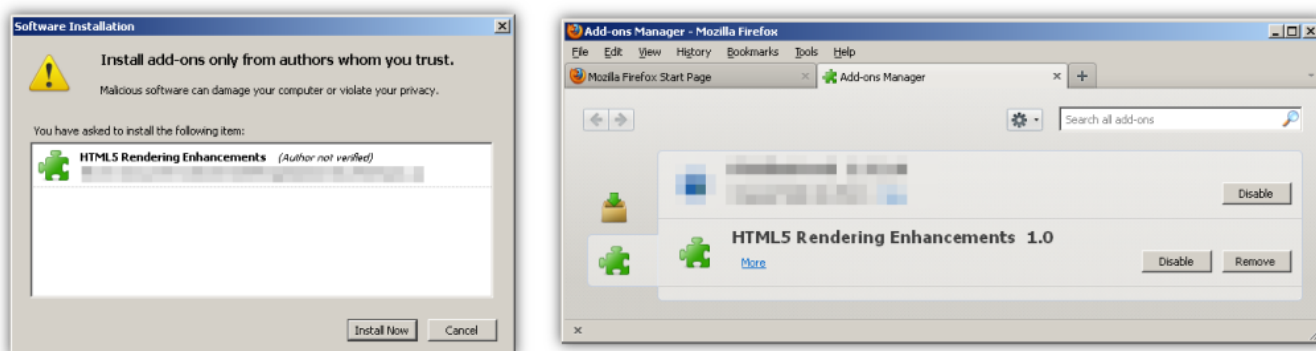 Software Installation
Install add-ons only from authors whom you trust.
Malicious software can damage your computer or violate your privacy.
You have asked to install the following item:
HTML5 Rendering Enhancements (Author not verified)
Install Now Cancel
Add-ons Manager - Mozilla Firefox
File Edit View History Bookmarks Tools Help
Mozilla Firefox Start Page Add-ons Manager
Search all add-ons
Disable
HTML5 Rendering Enhancements 1.0
More Disable Remove